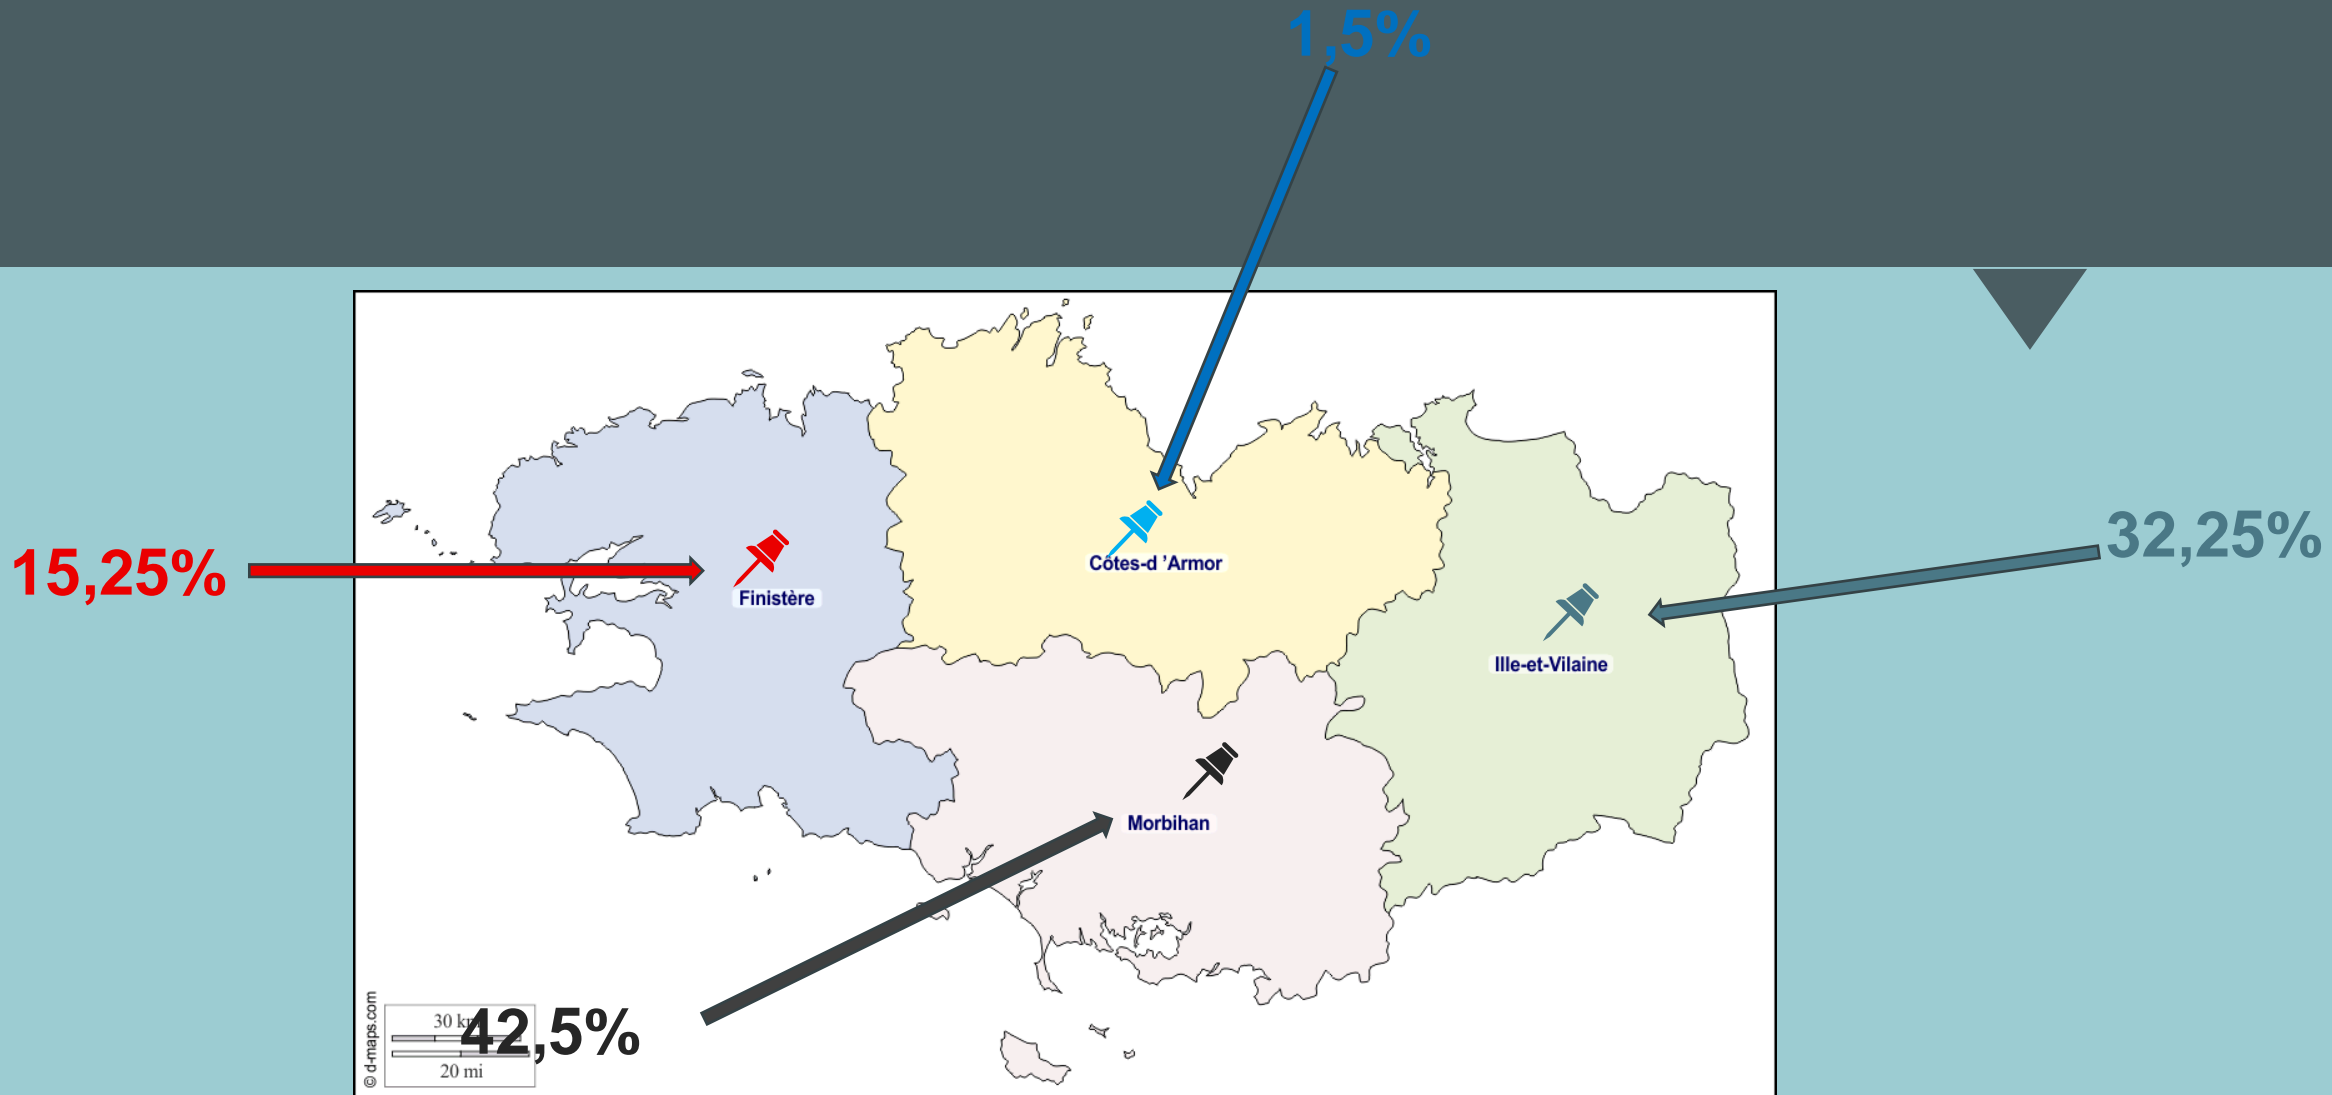 1,5%
15,25%
32,25%
Côtes-d 'Armor
Finistère
Ille-et-Vilaine
Morbihan
42,5%
© d-maps.com
30 km
20 mi